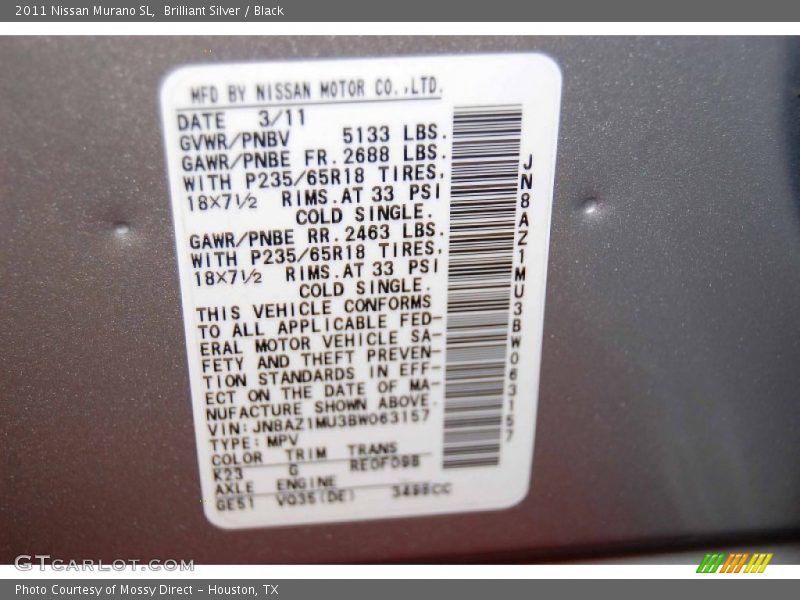 2011 Nissan Murano SL, Brilliant Silver / Black
MFD BY NISSAN MOTOR CO.,LTD.
DATE 3/11
GVWR/PNBV 5133 LBS.
GAWR/PNBE FR. 2688 LBS.
WITH P235/65R18 TIRES,
18X7½ RIMS.AT 33 PSI
COLD SINGLE.
GAWR/PNBE RR. 2463 LBS.
WITH P235/65R18 TIRES,
18X7½ RIMS.AT 33 PSI
COLD SINGLE.
THIS VEHICLE CONFORMS
TO ALL APPLICABLE FED-
ERAL MOTOR VEHICLE SA-
FETY AND THEFT PREVEN-
TION STANDARDS IN EFF-
ECT ON THE DATE OF MA-
NUFACTURE SHOWN ABOVE.
VIN:JN8AZ1MU3BW063157
TYPE:MPV
COLOR TRIM TRANS
K23 G RE0F09B
AXLE ENGINE
GE51 VQ35(DE) 3498CC
JN8AZ1MU3BW063157
GTCARLOT.COM
Photo Courtesy of Mossy Direct – Houston, TX